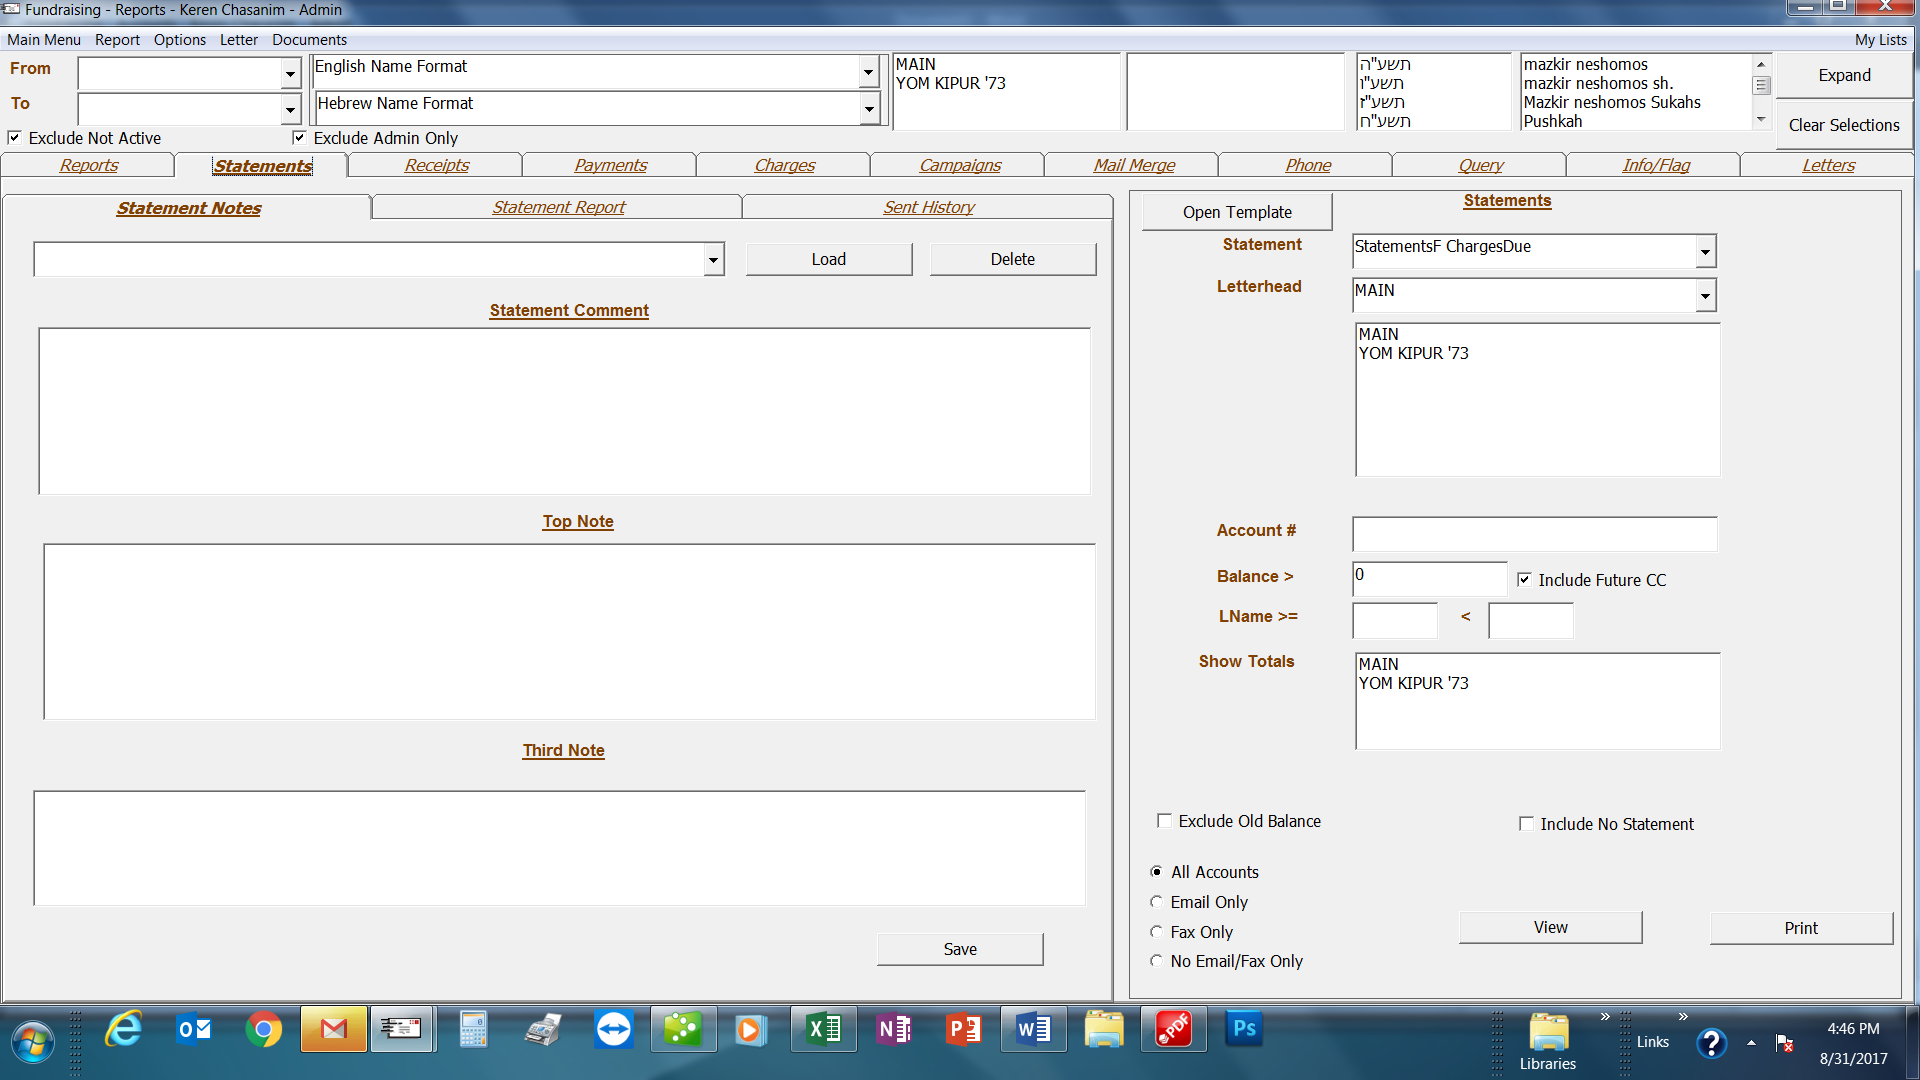 Fundraising - Reports - Keren Chasanim - Admin
Main Menu Report Options Letter Documents My Lists
From
To
English Name Format
Hebrew Name Format
MAIN
YOM KIPUR '73
תשע"ה
תשע"ו
תשע"ז
תשע"ח
mazkir neshomos
mazkir neshomos sh.
Mazkir neshomos Sukahs
Pushkah
Expand
Clear Selections
Exclude Not Active
Exclude Admin Only
Reports Statements Receipts Payments Charges Campaigns Mail Merge Phone Query Info/Flag Letters
Statement Notes Statement Report Sent History
Load Delete
Statement Comment
Top Note
Third Note
Save
Open Template
Statements
Statement
StatementsF ChargesDue
Letterhead
MAIN
MAIN
YOM KIPUR '73
Account #
Balance >
0
Include Future CC
LName >=
<
Show Totals
MAIN
YOM KIPUR '73
Exclude Old Balance
Include No Statement
All Accounts
Email Only
Fax Only
No Email/Fax Only
View
Print
Libraries
Links
4:46 PM
8/31/2017